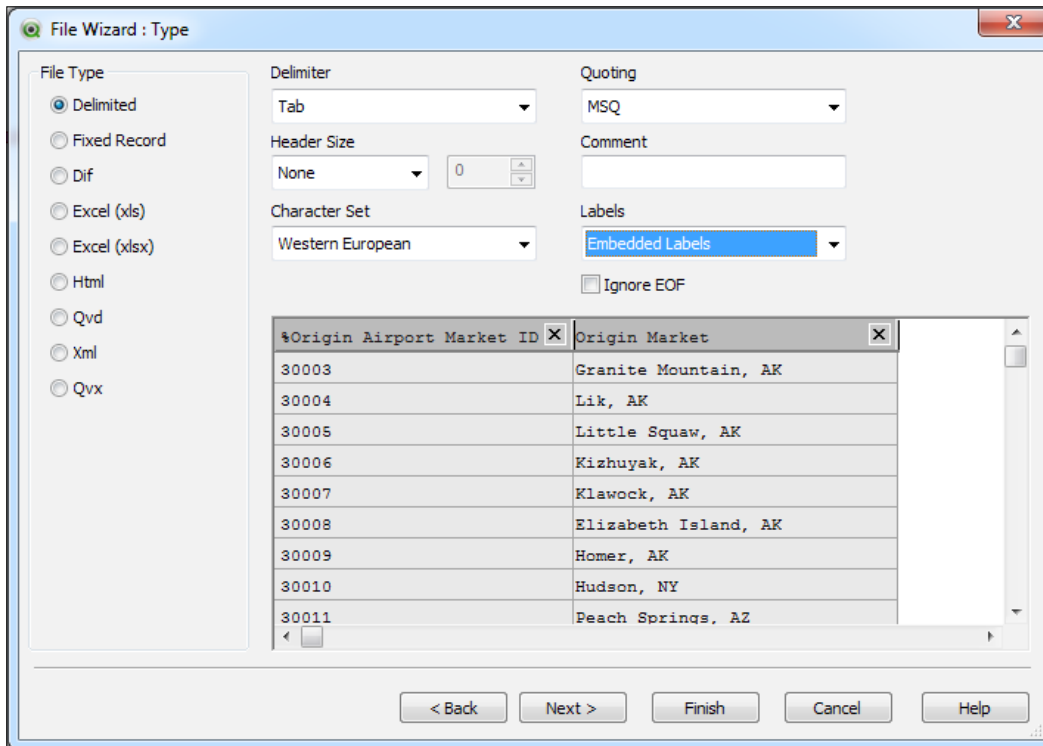 File Wizard : Type
File Type
Delimited
Fixed Record
Dif
Excel (xls)
Excel (xlsx)
Html
Qvd
Xml
Qvx
Delimiter
Quoting
Tab
MSQ
Header Size
Comment
None
0
Character Set
Labels
Western European
Embedded Labels
Ignore EOF
%Origin Airport Market ID Origin Market
30003 Granite Mountain, AK
30004 Lik, AK
30005 Little Squaw, AK
30006 Kizhuyak, AK
30007 Klawock, AK
30008 Elizabeth Island, AK
30009 Homer, AK
30010 Hudson, NY
30011 Peach Springs, AZ
< Back Next > Finish Cancel Help